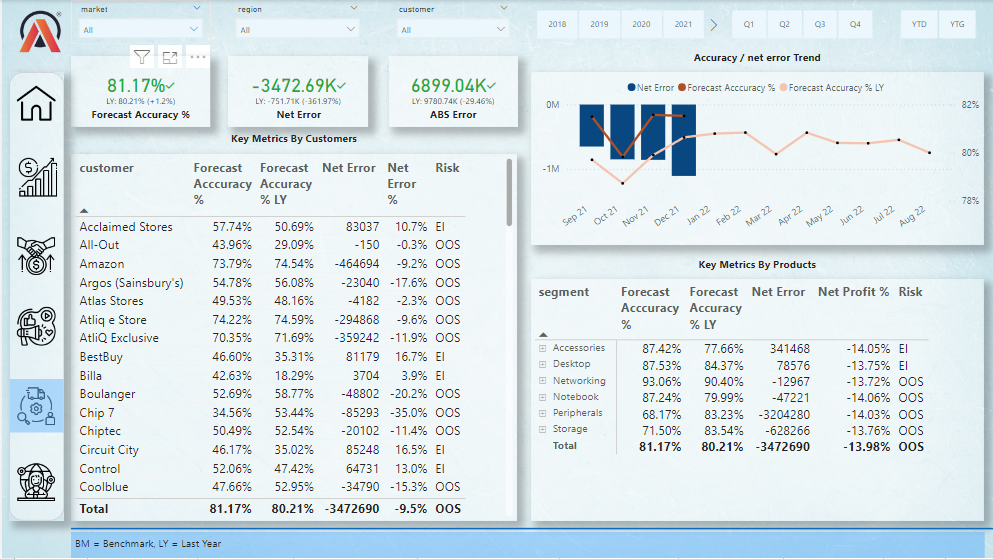 market
region
customer
All
All
All
2018 2019 2020 2021 Q1 Q2 Q3 Q4 YTD YTG
81.17%
LY: 80.21% (+1.2%)
Forecast Accuracy %
-3472.69K
LY: -751.71K (-361.97%)
Net Error
6899.04K
LY: 9780.74K (-29.46%)
ABS Error
Key Metrics By Customers
customer Forecast Acccuracy % Forecast Accuracy % LY Net Error Net Error % Risk
Acclaimed Stores 57.74% 50.69% 83037 10.7% EI
All-Out 43.96% 29.09% -150 -0.3% OOS
Amazon 73.79% 74.54% -464694 -9.2% OOS
Argos (Sainsbury's) 54.78% 56.08% -23040 -17.6% OOS
Atlas Stores 49.53% 48.16% -4182 -2.3% OOS
Atliq e Store 74.22% 74.59% -294868 -9.6% OOS
AtliQ Exclusive 70.35% 71.69% -359242 -11.9% OOS
BestBuy 46.60% 35.31% 81179 16.7% EI
Billa 42.63% 18.29% 3704 3.9% EI
Boulanger 52.69% 58.77% -48802 -20.2% OOS
Chip 7 34.56% 53.44% -85293 -35.0% OOS
Chiptec 50.49% 52.54% -20102 -11.4% OOS
Circuit City 46.17% 35.02% 85248 16.5% EI
Control 52.06% 47.42% 64731 13.0% EI
Coolblue 47.66% 52.95% -34790 -15.3% OOS
Total 81.17% 80.21% -3472690 -9.5% OOS
Accuracy / net error Trend
Net Error Forecast Acccuracy % Forecast Accuracy % LY
0M
-1M
82%
80%
78%
Sep 21 Oct 21 Nov 21 Dec 21 Jan 22 Feb 22 Mar 22 Apr 22 May 22 Jun 22 Jul 22 Aug 22
Key Metrics By Products
segment Forecast Acccuracy % Forecast Accuracy % LY Net Error Net Profit % Risk
Accessories 87.42% 77.66% 341468 -14.05% EI
Desktop 87.53% 84.37% 78576 -13.75% EI
Networking 93.06% 90.40% -12967 -13.72% OOS
Notebook 87.24% 79.99% -47221 -14.06% OOS
Peripherals 68.17% 83.23% -3204280 -14.03% OOS
Storage 71.50% 83.54% -628266 -13.76% OOS
Total 81.17% 80.21% -3472690 -13.98% OOS
BM = Benchmark, LY = Last Year